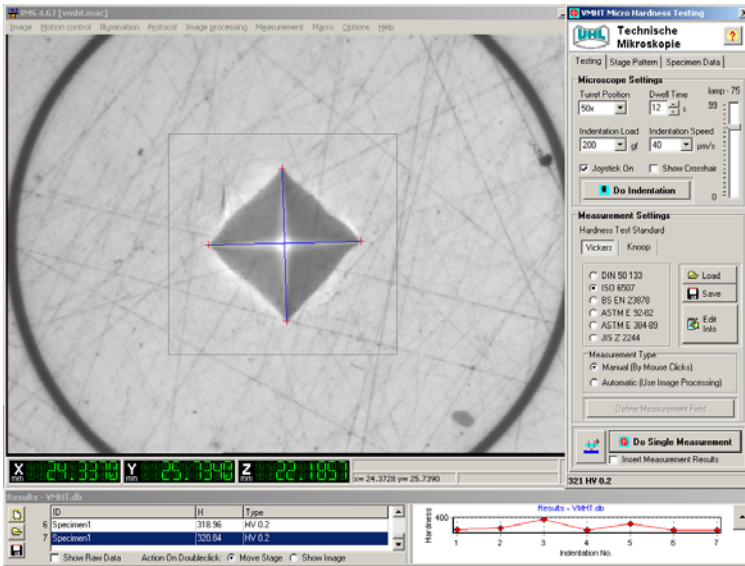 IMS 4.67 [vmht.mac]
Image Motion control Illumination Protocol Image processing Measurement Macro Options Help
VMHT Micro Hardness Testing
UHL Technische
Mikroskopie
?
Testing Stage Pattern Specimen Data
Microscope Settings
Turret Position Dwell Time lamp - 75
50x 12 s 99
Indentation Load Indentation Speed
200 gf 40 µm/s
Joystick On Show Crosshair
Do Indentation 0
Measurement Settings
Hardness Test Standard
Vickers Knoop
DIN 50 133
ISO 6507
BS EN 23878
ASTM E 92-82
ASTM E 384-89
JIS Z 2244
Load
Save
Edit
Info
Measurement Type
Manual (By Mouse Clicks)
Automatic (Use Image Processing)
Define Measurement Field
Do Single Measurement
Insert Measurement Results
321 HV 0.2
X mm 24.3370 Y mm 25.7340 Z mm 22.1857 x= 24.3728 y= 25.7390
Results - VMHT.db
ID H Type
6 Specimen1 318.96 HV 0.2
7 Specimen1 320.84 HV 0.2
Show Raw Data Action On Doubleclick: Move Stage Show Image
Results - VMHT.db
Hardness
400
1 2 3 4 5 6 7
Indentation No.